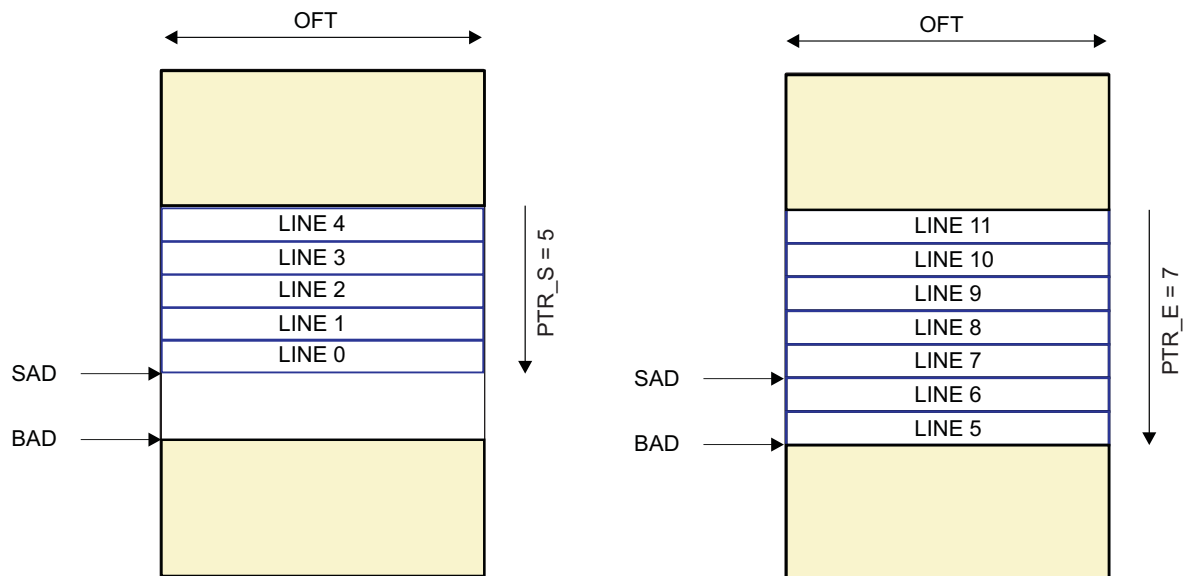 OFT
LINE 4
LINE 3
LINE 2
LINE 1
LINE 0
SAD
BAD
PTR_S = 5
OFT
LINE 11
LINE 10
LINE 9
LINE 8
LINE 7
LINE 6
LINE 5
SAD
BAD
PTR_E = 7